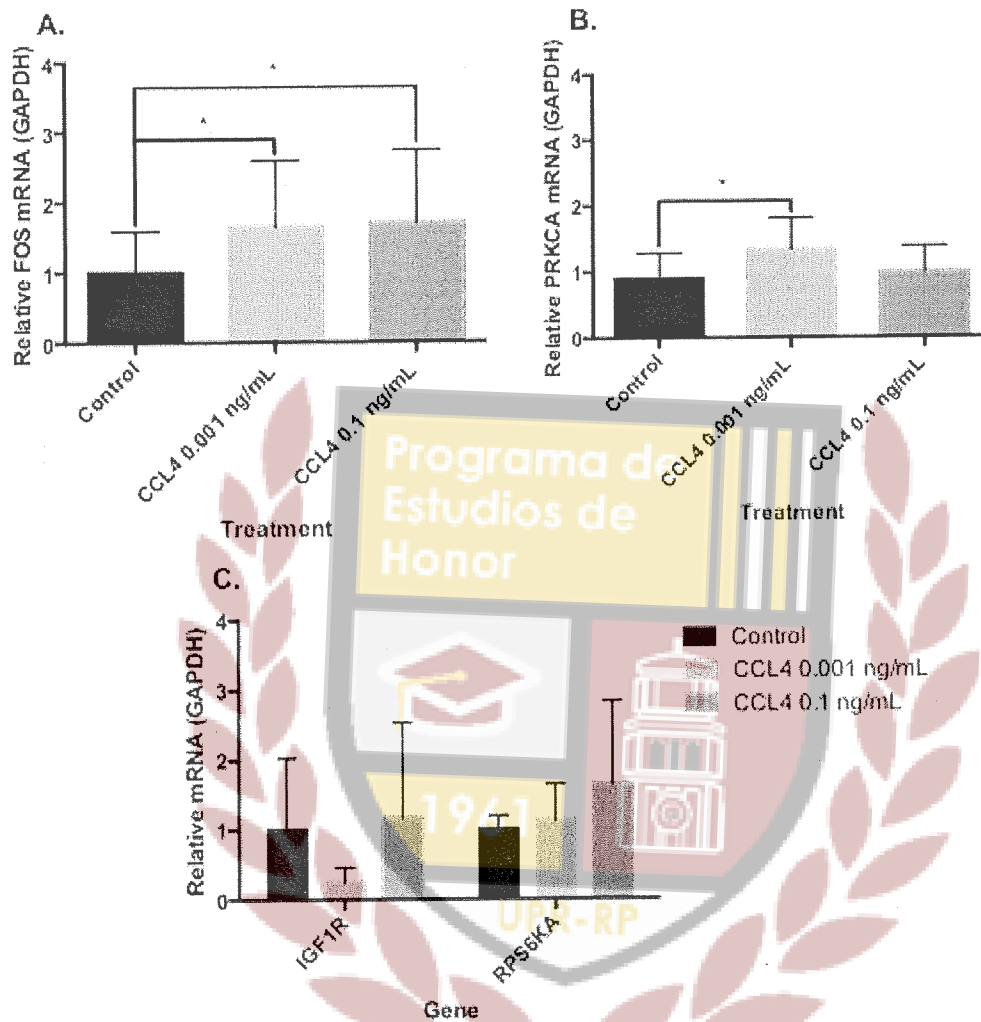 A.
Relative FOS mRNA (GAPDH)
4
3
2
1
0
*
*
Control
CCL4 0.001 ng/mL
CCL4 0.1 ng/mL
Treatment
B.
Relative PRKCA mRNA (GAPDH)
4
3
2
1
0
*
Control
CCL4 0.001 ng/mL
CCL4 0.1 ng/mL
Treatment
Programa de
Estudios de
Honor
1961
UPR-RP
C.
Relative mRNA (GAPDH)
4
3
2
1
0
Control
CCL4 0.001 ng/mL
CCL4 0.1 ng/mL
IGF1R
RPS6KA
Gene